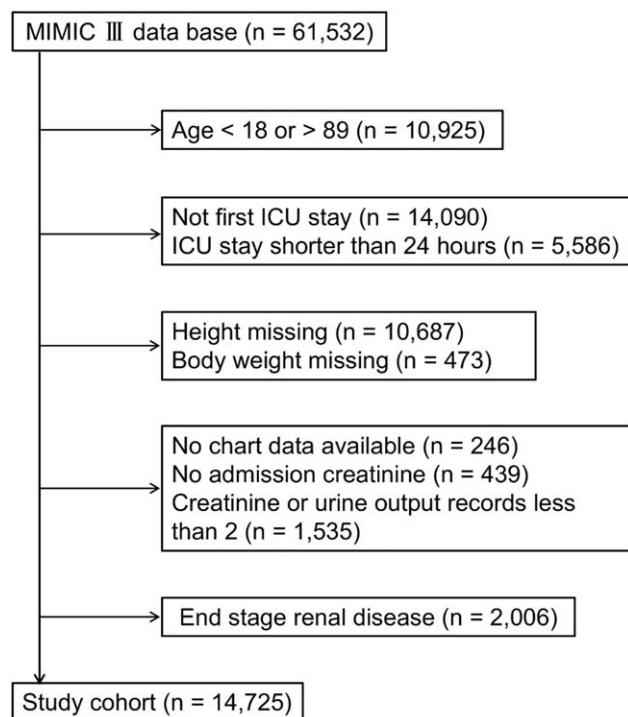 MIMIC Ⅲ data base (n = 61,532)
Age < 18 or > 89 (n = 10,925)
Not first ICU stay (n = 14,090)
ICU stay shorter than 24 hours (n = 5,586)
Height missing (n = 10,687)
Body weight missing (n = 473)
No chart data available (n = 246)
No admission creatinine (n = 439)
Creatinine or urine output records less
than 2 (n = 1,535)
End stage renal disease (n = 2,006)
Study cohort (n = 14,725)